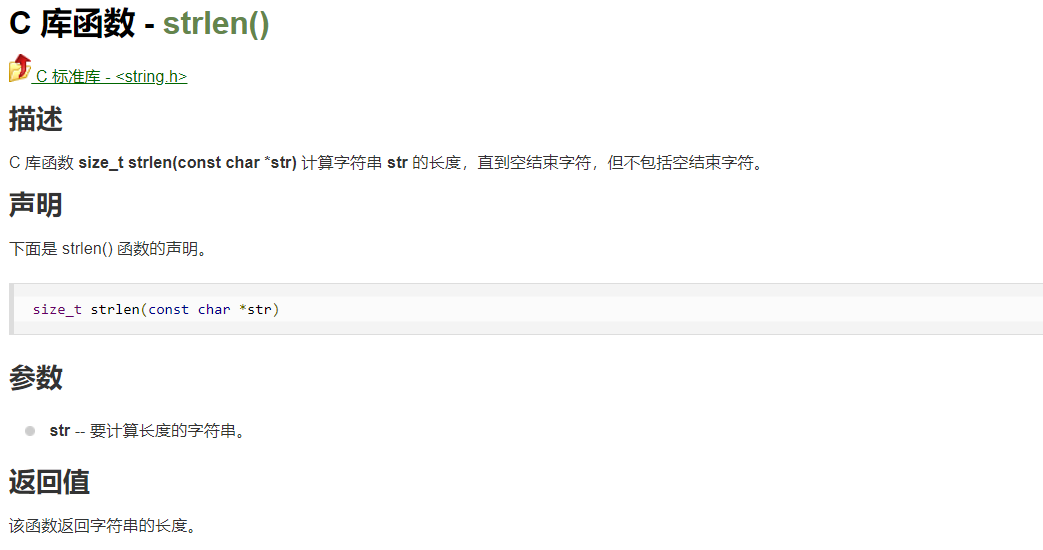 C 库函数 - strlen()
C 标准库 - <string.h>
描述
C 库函数 size_t strlen(const char *str) 计算字符串 str 的长度，直到空结束字符，但不包括空结束字符。
声明
下面是 strlen() 函数的声明。
size_t strlen(const char *str)
参数
str -- 要计算长度的字符串。
返回值
该函数返回字符串的长度。